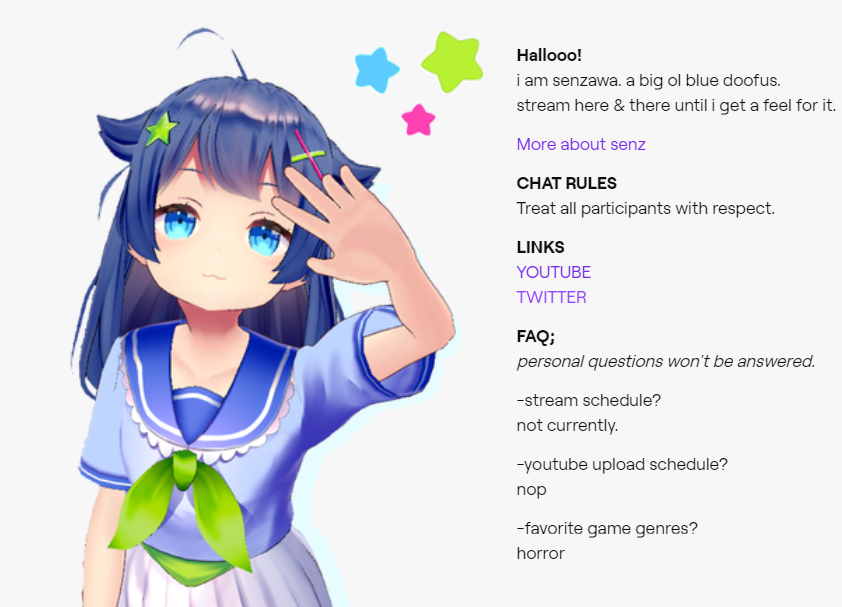 Hallooo!
i am senzawa. a big ol blue doofus.
stream here & there until i get a feel for it.
More about senz
CHAT RULES
Treat all participants with respect.
LINKS
YOUTUBE
TWITTER
FAQ;
personal questions won't be answered.
-stream schedule?
not currently.
-youtube upload schedule?
nop
-favorite game genres?
horror